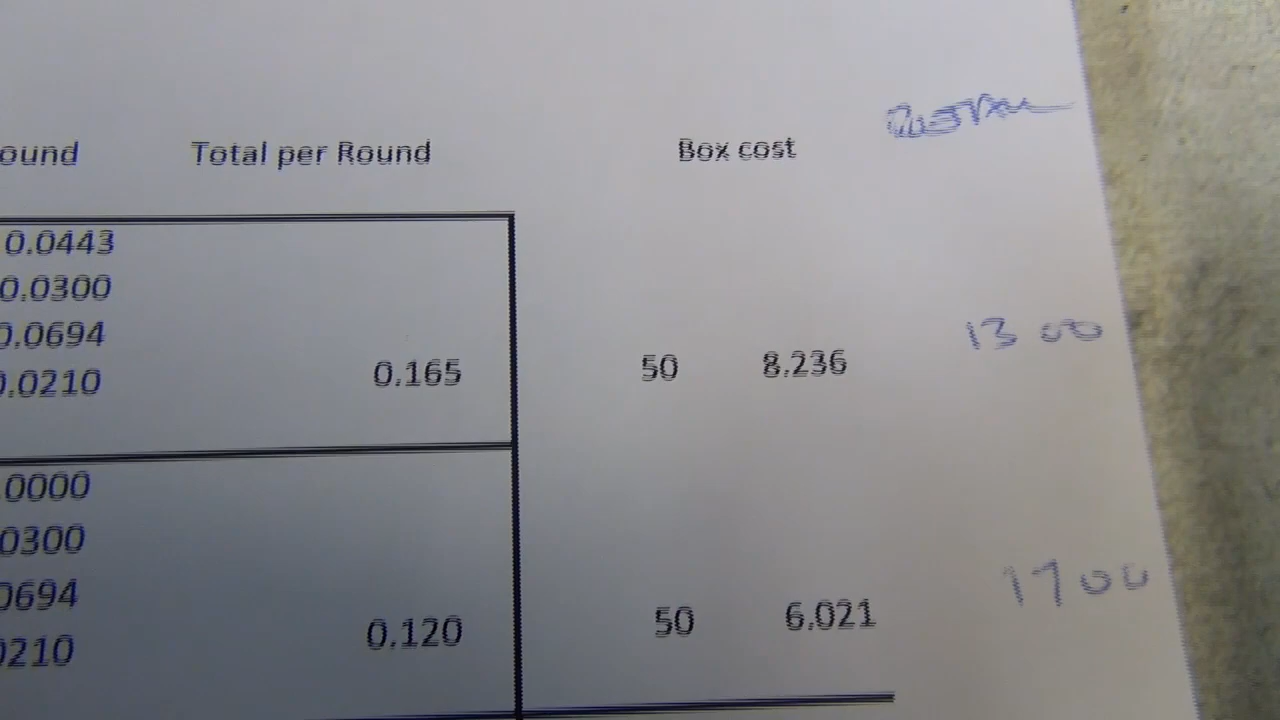 ound Total per Round Box cost
0.0443
0.0300
0.0694
0.0210 0.165 50 8.236 13 00
.0000
0300
0694
0210 0.120 50 6.021 17 00